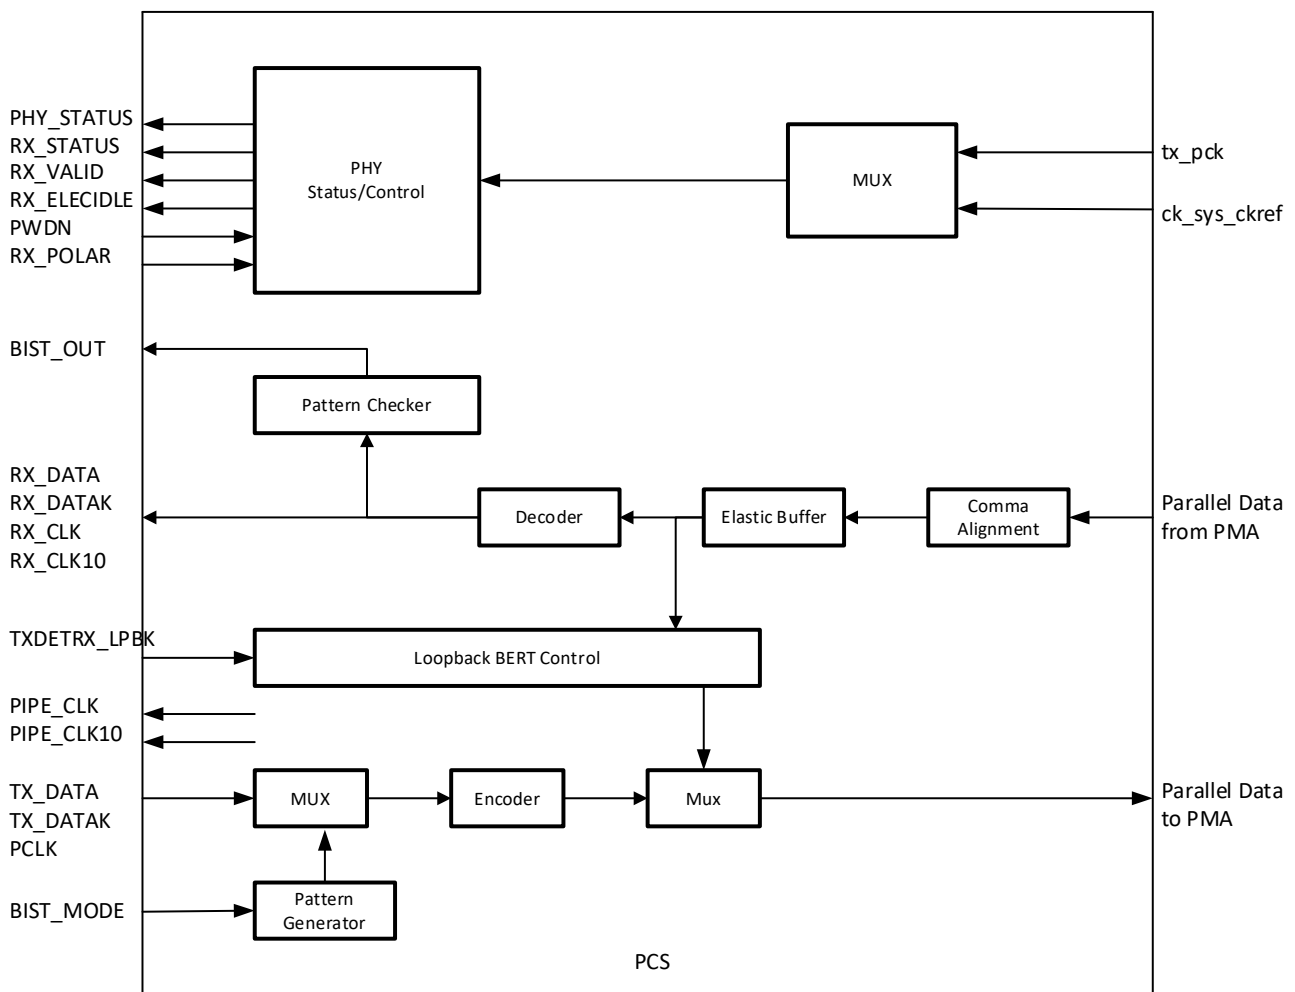 PHY_STATUS
RX_STATUS
RX_VALID
RX_ELECIDLE
PWDN
RX_POLAR
PHY
Status/Control
MUX
tx_pck
ck_sys_ckref
BIST_OUT
Pattern Checker
RX_DATA
RX_DATAK
RX_CLK
RX_CLK10
Decoder
Elastic Buffer
Comma
Alignment
Parallel Data
from PMA
TXDETRX_LPBK
Loopback BERT Control
PIPE_CLK
PIPE_CLK10
TX_DATA
TX_DATAK
PCLK
MUX
Encoder
Mux
Parallel Data
to PMA
BIST_MODE
Pattern
Generator
PCS